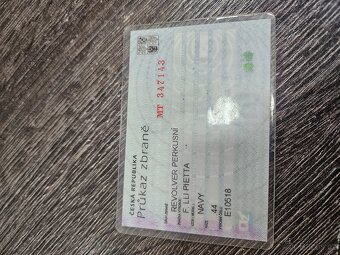 ČESKÁ REPUBLIKA
Průkaz zbraně
MT 347143
REVOLVER PERKUSNÍ
F. LLI PIETTA
NAVY
.44
E10518